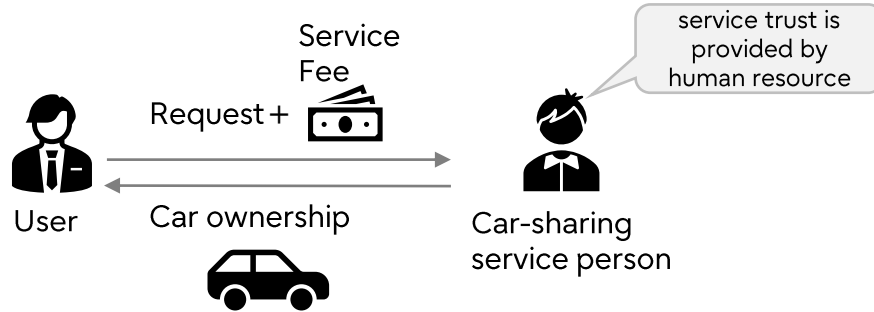 service trust is
provided by
human resource
Service
Fee
Request+
User
Car ownership
Car-sharing
service person